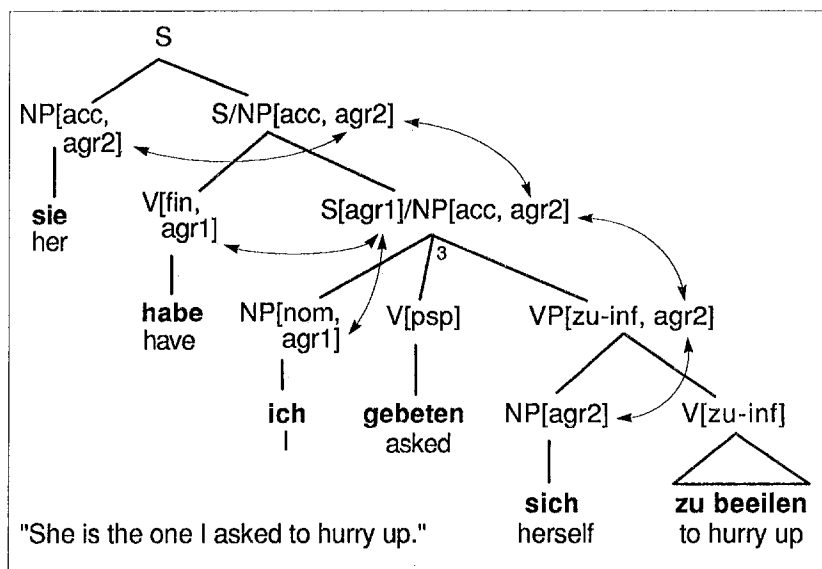 S
NP[acc, agr2]
S/NP[acc, agr2]
sie
her
V[fin, agr1]
S[agr1]/NP[acc, agr2]
3
habe
have
NP[nom, agr1]
V[psp]
VP[zu-inf, agr2]
ich
I
gebeten
asked
NP[agr2]
V[zu-inf]
sich
herself
zu beeilen
to hurry up
"She is the one I asked to hurry up."